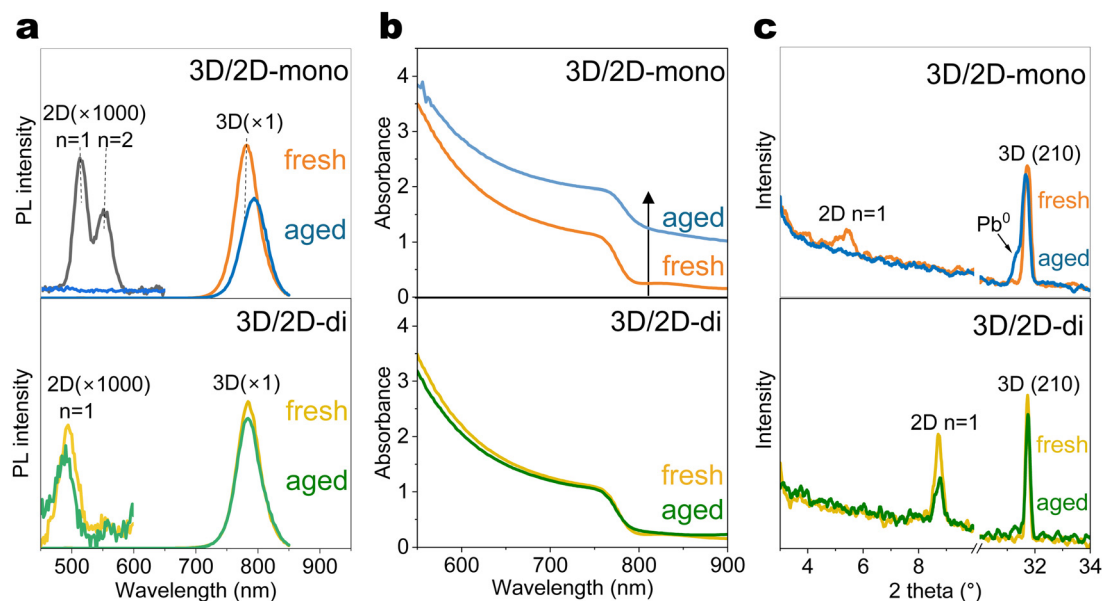 a
3D/2D-mono
2D(×1000)
n=1 n=2
3D(×1)
fresh
aged
PL intensity
3D/2D-di
2D(×1000)
n=1
3D(×1)
fresh
aged
PL intensity
500 600 700 800 900
Wavelength (nm)
b
3D/2D-mono
4
3
2
1
0
aged
fresh
Absorbance
3D/2D-di
4
3
2
1
0
fresh
aged
Absorbance
600 700 800 900
Wavelength (nm)
c
3D/2D-mono
3D (210)
2D n=1
Pb⁰
fresh
aged
Intensity
3D/2D-di
3D (210)
2D n=1
fresh
aged
Intensity
4 6 8 32 34
2 theta (°)